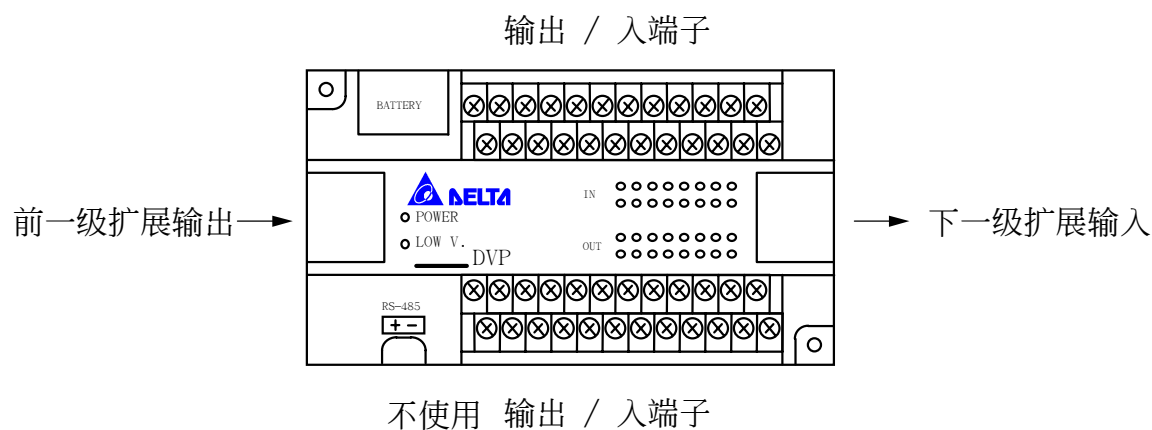 输出 / 入端子
BATTERY
DELTA
IN
POWER
前一级扩展输出
下一级扩展输入
LOW V.
OUT
DVP
RS-485
+ -
不使用 输出 / 入端子